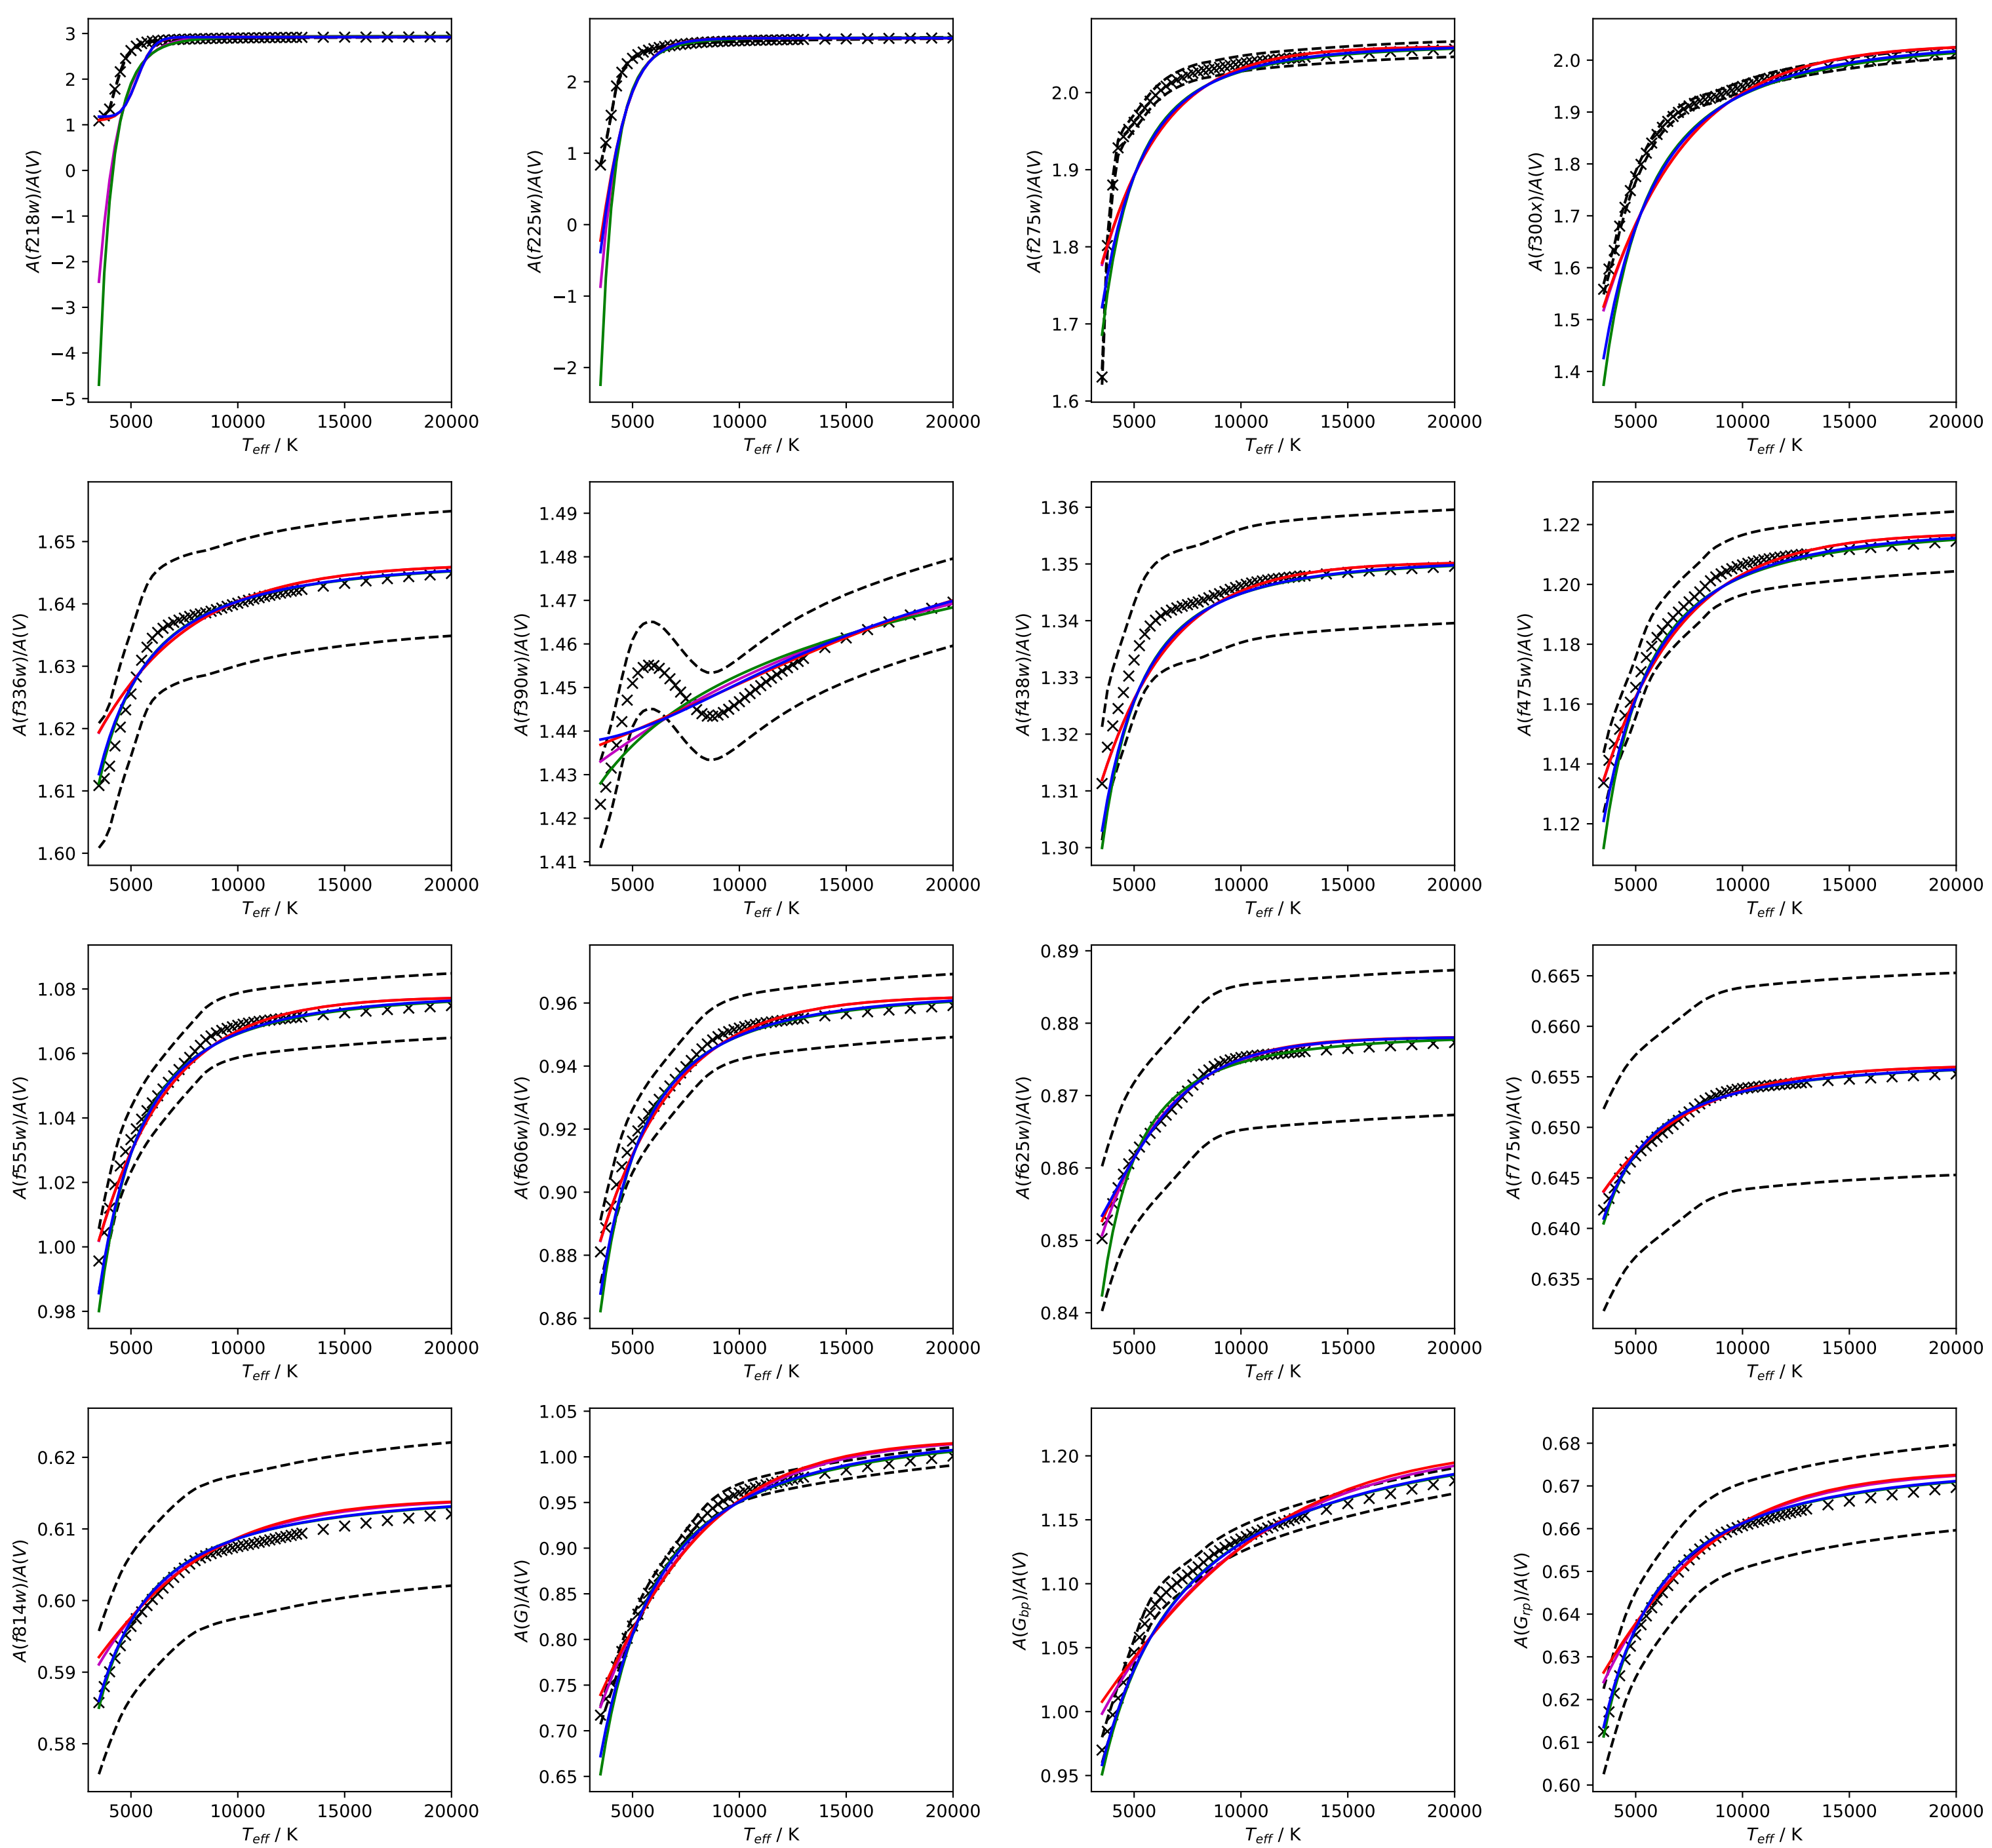 A(f218w)/A(V)
3
2
1
0
−1
−2
−3
−4
−5
5000 10000 15000 20000
T_eff / K
A(f225w)/A(V)
2
1
0
−1
−2
5000 10000 15000 20000
T_eff / K
A(f275w)/A(V)
2.0
1.9
1.8
1.7
1.6
5000 10000 15000 20000
T_eff / K
A(f300x)/A(V)
2.0
1.9
1.8
1.7
1.6
1.5
1.4
5000 10000 15000 20000
T_eff / K
A(f336w)/A(V)
1.65
1.64
1.63
1.62
1.61
1.60
5000 10000 15000 20000
T_eff / K
A(f390w)/A(V)
1.49
1.48
1.47
1.46
1.45
1.44
1.43
1.42
1.41
5000 10000 15000 20000
T_eff / K
A(f438w)/A(V)
1.36
1.35
1.34
1.33
1.32
1.31
1.30
5000 10000 15000 20000
T_eff / K
A(f475w)/A(V)
1.22
1.20
1.18
1.16
1.14
1.12
5000 10000 15000 20000
T_eff / K
A(f555w)/A(V)
1.08
1.06
1.04
1.02
1.00
0.98
5000 10000 15000 20000
T_eff / K
A(f606w)/A(V)
0.96
0.94
0.92
0.90
0.88
0.86
5000 10000 15000 20000
T_eff / K
A(f625w)/A(V)
0.89
0.88
0.87
0.86
0.85
0.84
5000 10000 15000 20000
T_eff / K
A(f775w)/A(V)
0.665
0.660
0.655
0.650
0.645
0.640
0.635
5000 10000 15000 20000
T_eff / K
A(f814w)/A(V)
0.62
0.61
0.60
0.59
0.58
5000 10000 15000 20000
T_eff / K
A(G)/A(V)
1.05
1.00
0.95
0.90
0.85
0.80
0.75
0.70
0.65
5000 10000 15000 20000
T_eff / K
A(G_bp)/A(V)
1.20
1.15
1.10
1.05
1.00
0.95
5000 10000 15000 20000
T_eff / K
A(G_rp)/A(V)
0.68
0.67
0.66
0.65
0.64
0.63
0.62
0.61
0.60
5000 10000 15000 20000
T_eff / K